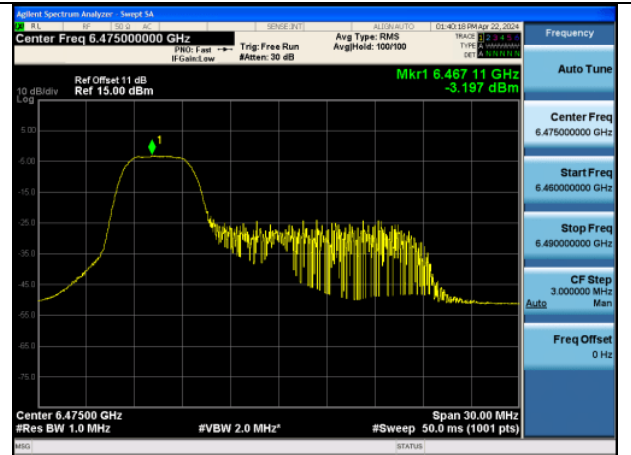 Agilent Spectrum Analyzer - Swept SA
RL RF 50 Ω AC SENSE:INT ALIGN AUTO 01:40:18 PM Apr 22, 2024
Center Freq 6.475000000 GHz
PNO: Fast Trig: Free Run
IFGain:Low #Atten: 30 dB
Avg Type: RMS
Avg|Hold: 100/100
TRACE 1 2 3 4 5 6
TYPE A
DET A N N N N N
Ref Offset 11 dB
10 dB/div Ref 15.00 dBm
Log
Mkr1 6.467 11 GHz
-3.197 dBm
5.00
1
-5.00
-15.0
-25.0
-35.0
-45.0
-55.0
-65.0
-75.0
Center 6.47500 GHz Span 30.00 MHz
#Res BW 1.0 MHz #VBW 2.0 MHz* #Sweep 50.0 ms (1001 pts)
MSG STATUS
Frequency
Auto Tune
Center Freq
6.475000000 GHz
Start Freq
6.460000000 GHz
Stop Freq
6.490000000 GHz
CF Step
3.000000 MHz
Auto Man
Freq Offset
0 Hz